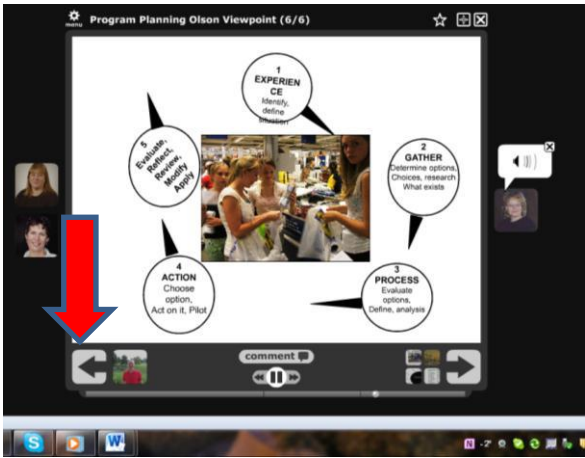 menu
Program Planning Olson Viewpoint (6/6)
1
EXPERIEN
CE
Identify,
define
situation
2
GATHER
Determine options,
Choices, research
What exists
3
PROCESS
Evaluate
options,
Define, analysis
4
ACTION
Choose
option,
Act on it, Pilot
5
Evaluate,
Reflect,
Review,
Modify
Apply
comment
S
W
N -2°